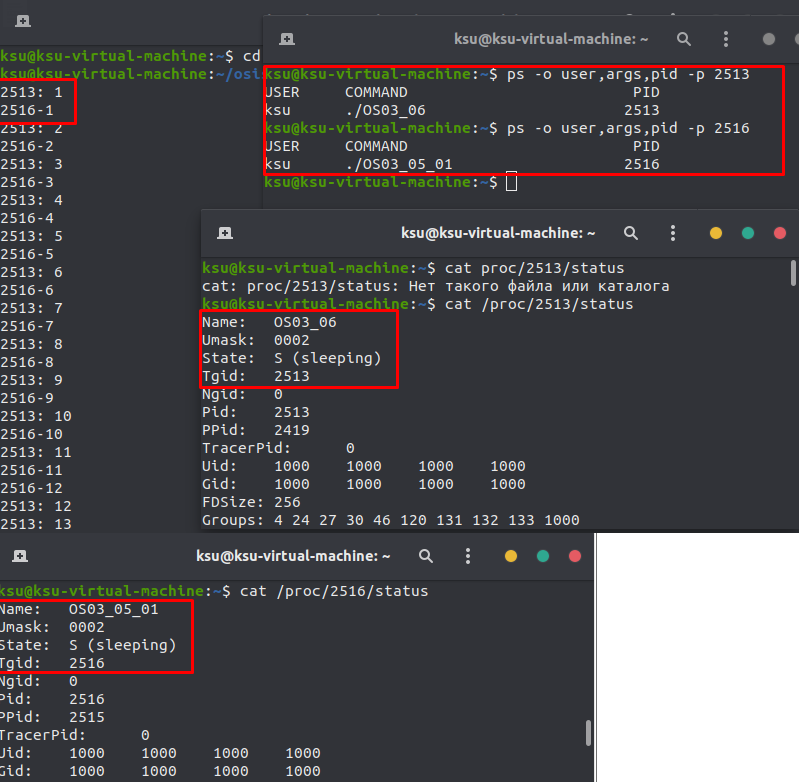 ksu@ksu-virtual-machine:~$ cd
ksu@ksu-virtual-machine:~/osis
2513: 1
2516-1
2513: 2
2516-2
2513: 3
2516-3
2513: 4
2516-4
2513: 5
2516-5
2513: 6
2516-6
2513: 7
2516-7
2513: 8
2516-8
2513: 9
2516-9
2513: 10
2516-10
2513: 11
2516-11
2516-12
2513: 12
2513: 13
ksu@ksu-virtual-machine: ~
ksu@ksu-virtual-machine:~$ ps -o user,args,pid -p 2513
USER COMMAND PID
ksu ./OS03_06 2513
ksu@ksu-virtual-machine:~$ ps -o user,args,pid -p 2516
USER COMMAND PID
ksu ./OS03_05_01 2516
ksu@ksu-virtual-machine:~$
ksu@ksu-virtual-machine: ~
ksu@ksu-virtual-machine:~$ cat proc/2513/status
cat: proc/2513/status: Нет такого файла или каталога
ksu@ksu-virtual-machine:~$ cat /proc/2513/status
Name: OS03_06
Umask: 0002
State: S (sleeping)
Tgid: 2513
Ngid: 0
Pid: 2513
PPid: 2419
TracerPid: 0
Uid: 1000 1000 1000 1000
Gid: 1000 1000 1000 1000
FDSize: 256
Groups: 4 24 27 30 46 120 131 132 133 1000
ksu@ksu-virtual-machine: ~
ksu@ksu-virtual-machine:~$ cat /proc/2516/status
Name: OS03_05_01
Umask: 0002
State: S (sleeping)
Tgid: 2516
Ngid: 0
Pid: 2516
PPid: 2515
TracerPid: 0
Uid: 1000 1000 1000 1000
Gid: 1000 1000 1000 1000